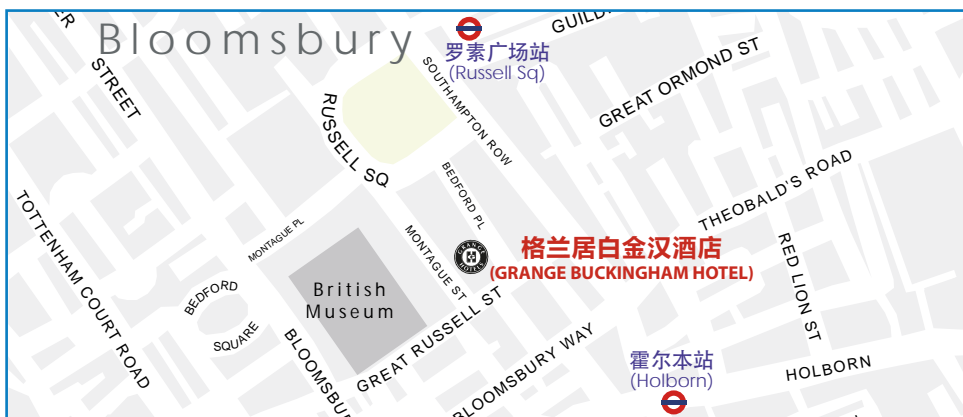 Bloomsbury
STREET
罗素广场站
(Russell Sq)
SOUTHAMPTON ROW
GREAT ORMOND ST
RUSSELL SQ
BEDFORD PL
THEOBALD'S ROAD
TOTTENHAM COURT ROAD
MONTAGUE PL
MONTAGUE ST
GRANGE
HOTELS
格兰居白金汉酒店
(GRANGE BUCKINGHAM HOTEL)
RED LION ST
BEDFORD
SQUARE
British
Museum
GREAT RUSSELL ST
BLOOMSBURY WAY
霍尔本站
(Holborn)
HOLBORN